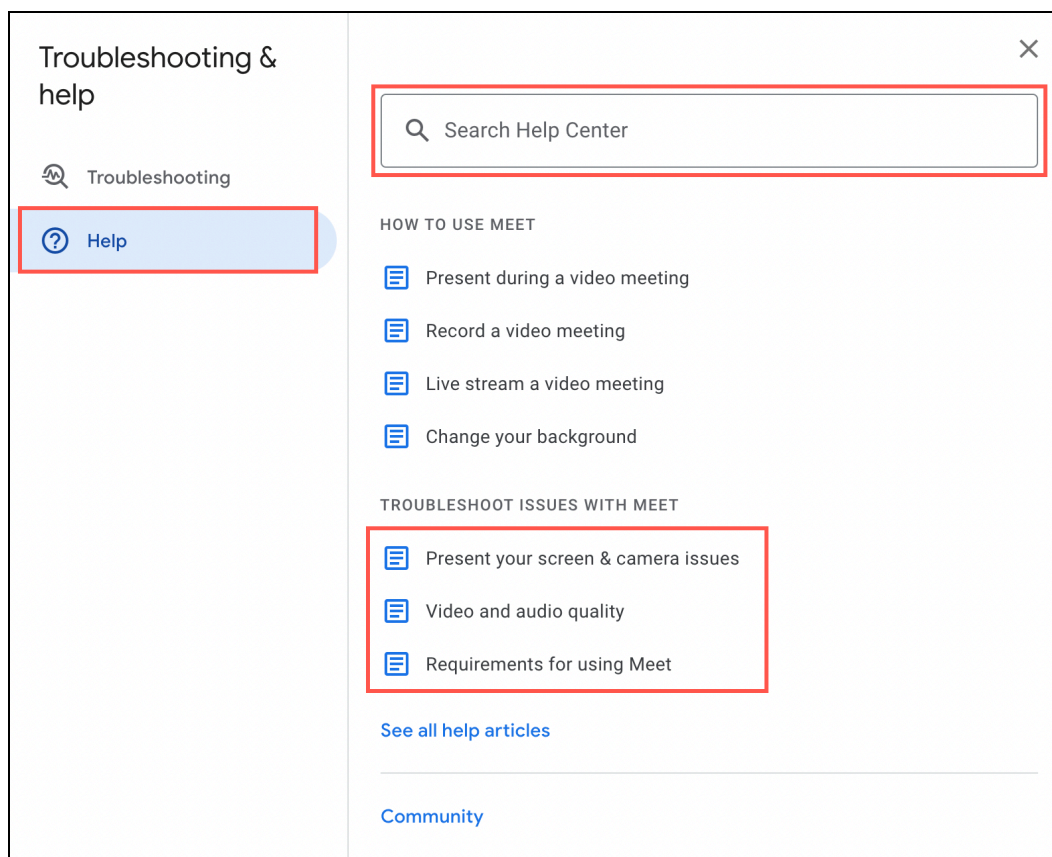 Troubleshooting &
help
Troubleshooting
Help
Search Help Center
HOW TO USE MEET
Present during a video meeting
Record a video meeting
Live stream a video meeting
Change your background
TROUBLESHOOT ISSUES WITH MEET
Present your screen & camera issues
Video and audio quality
Requirements for using Meet
See all help articles
Community